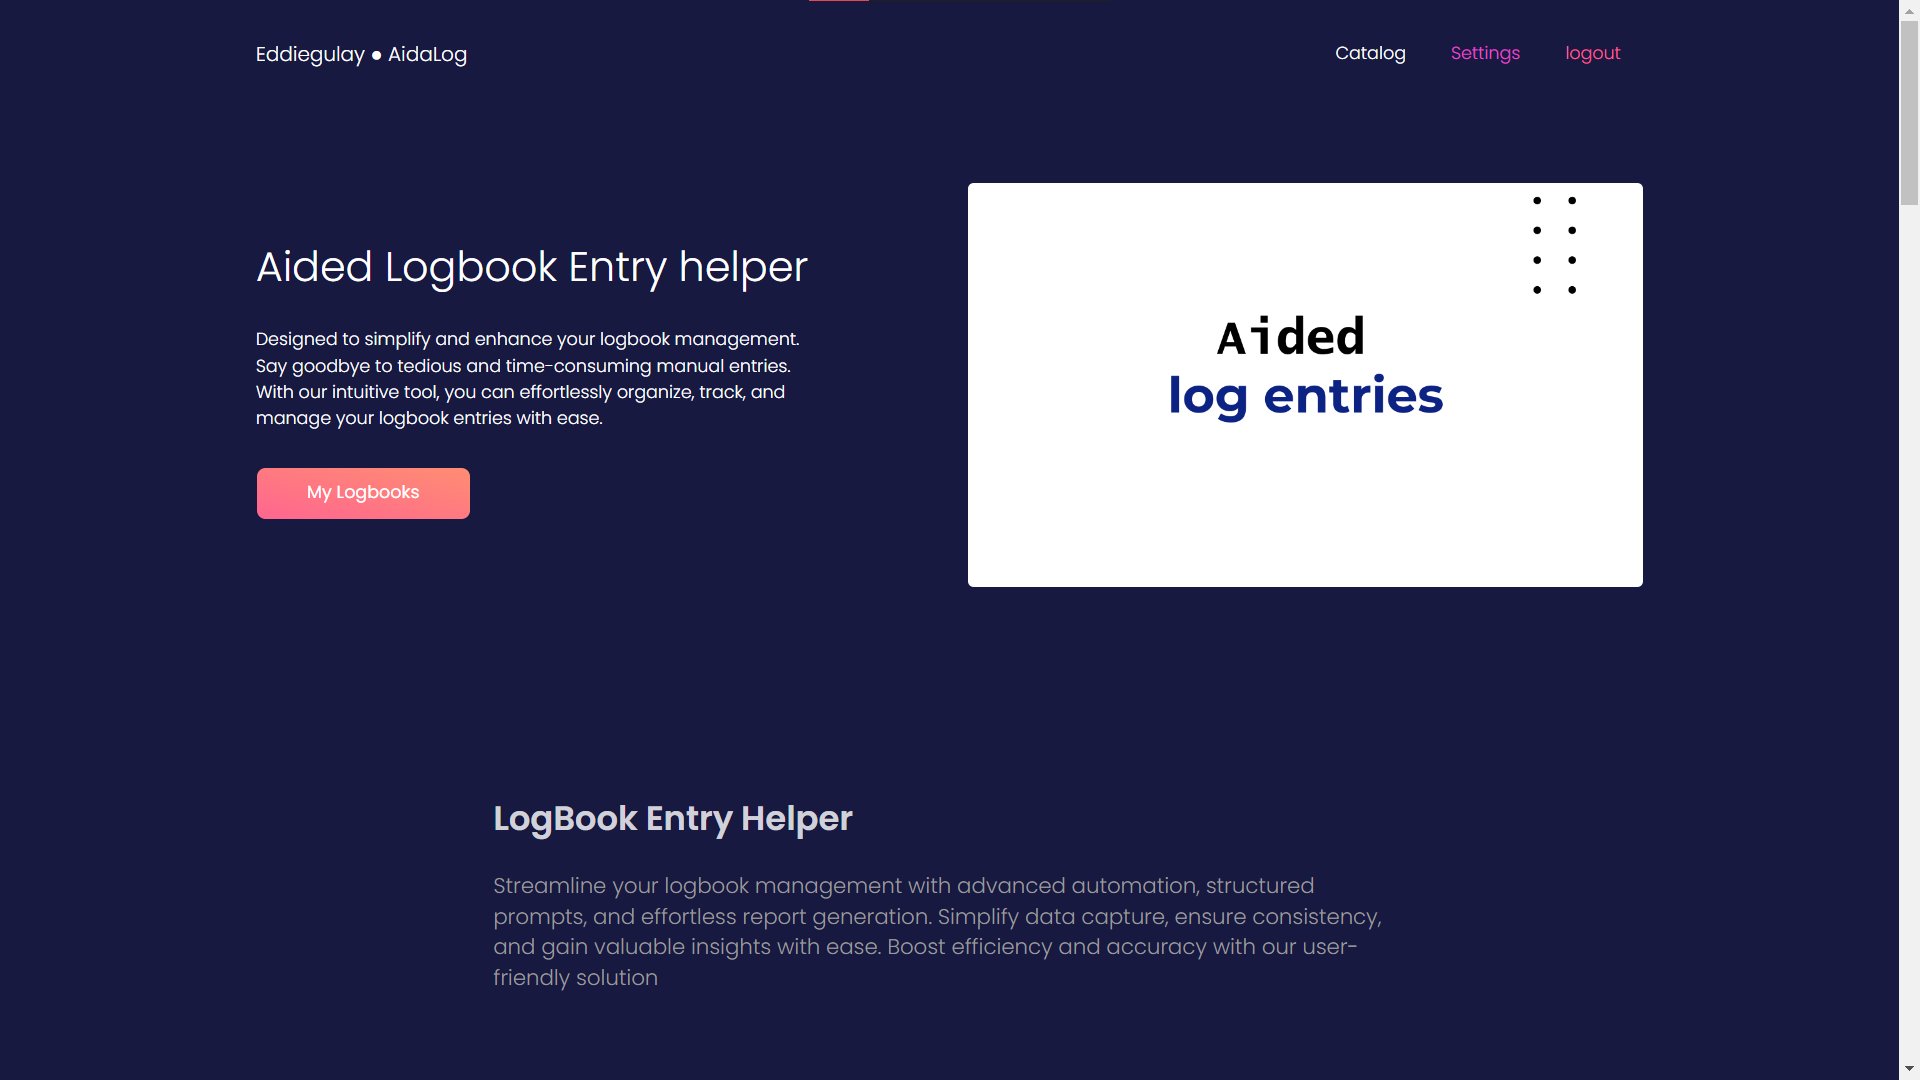 Eddiegulay ● AidaLog
Catalog
Settings
logout
Aided Logbook Entry helper
Designed to simplify and enhance your logbook management.
Say goodbye to tedious and time-consuming manual entries.
With our intuitive tool, you can effortlessly organize, track, and
manage your logbook entries with ease.
My Logbooks
Aided
log entries
LogBook Entry Helper
Streamline your logbook management with advanced automation, structured
prompts, and effortless report generation. Simplify data capture, ensure consistency,
and gain valuable insights with ease. Boost efficiency and accuracy with our user-
friendly solution